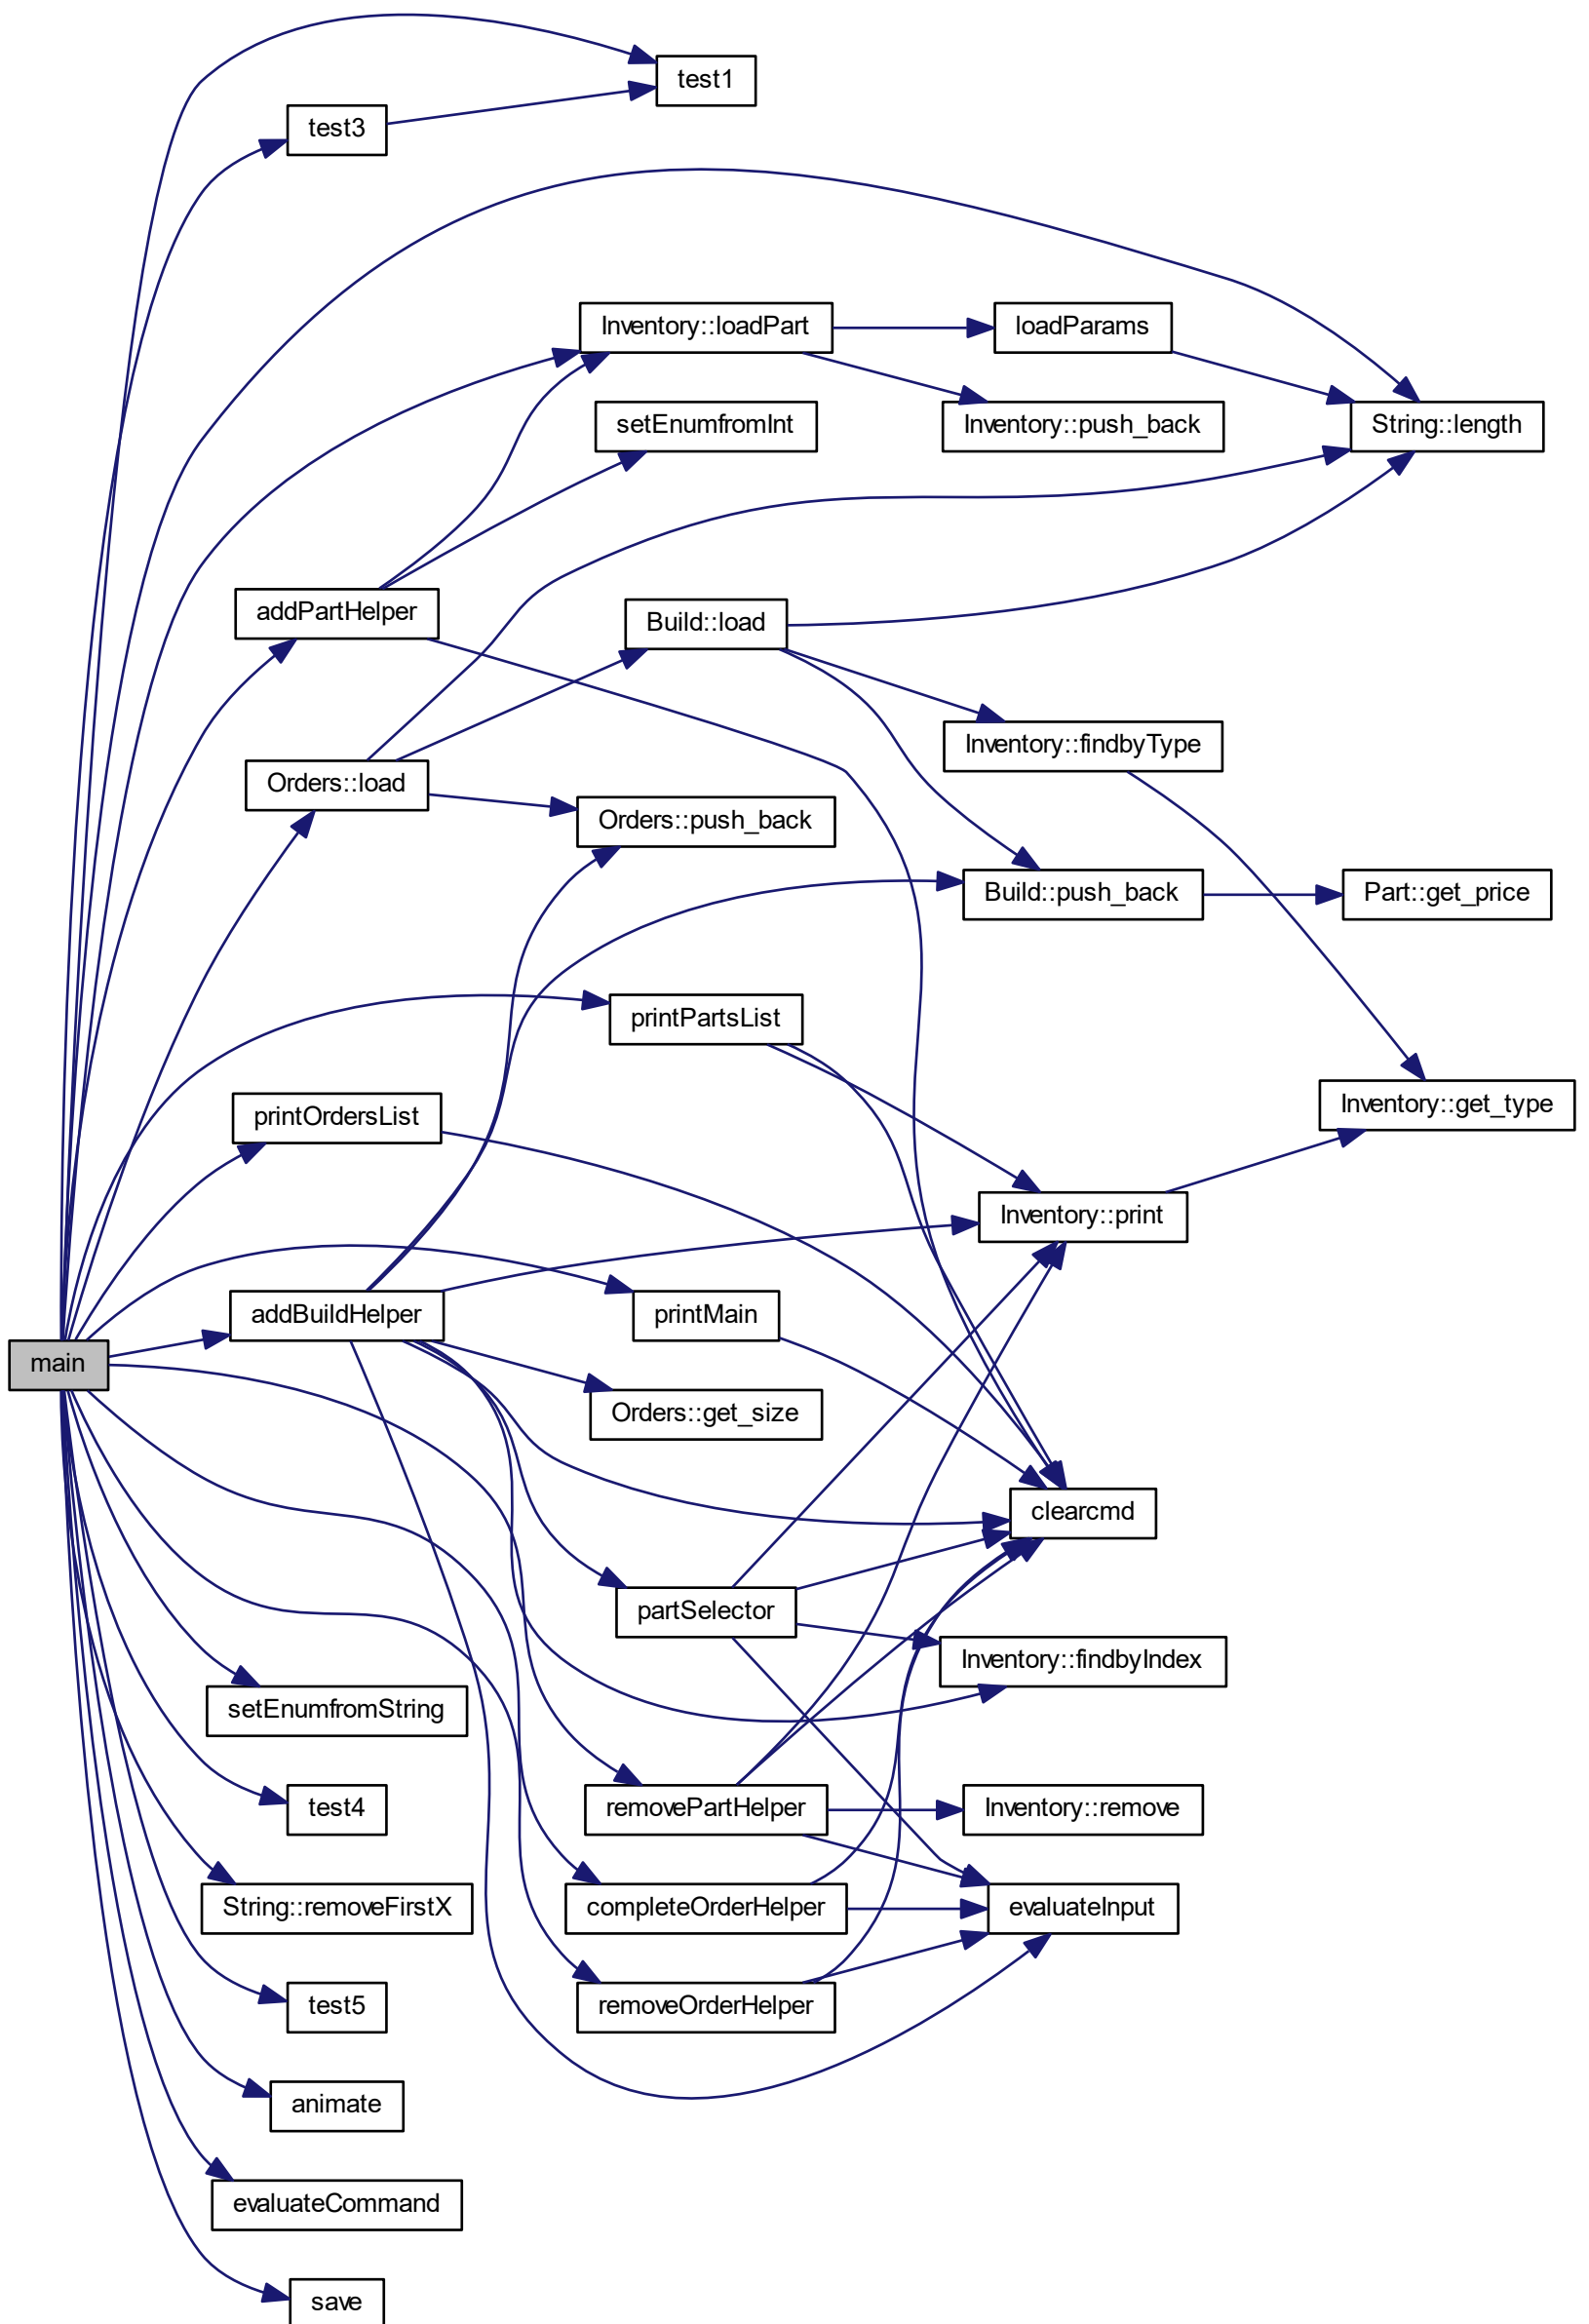 test1
test3
Inventory::loadPart
loadParams
setEnumfromInt
Inventory::push_back
String::length
addPartHelper
Build::load
Inventory::findbyType
Orders::load
Orders::push_back
Build::push_back
Part::get_price
printPartsList
printOrdersList
Inventory::get_type
Inventory::print
addBuildHelper
printMain
main
Orders::get_size
clearcmd
partSelector
Inventory::findbyIndex
setEnumfromString
test4
removePartHelper
Inventory::remove
String::removeFirstX
completeOrderHelper
evaluateInput
test5
removeOrderHelper
animate
evaluateCommand
save